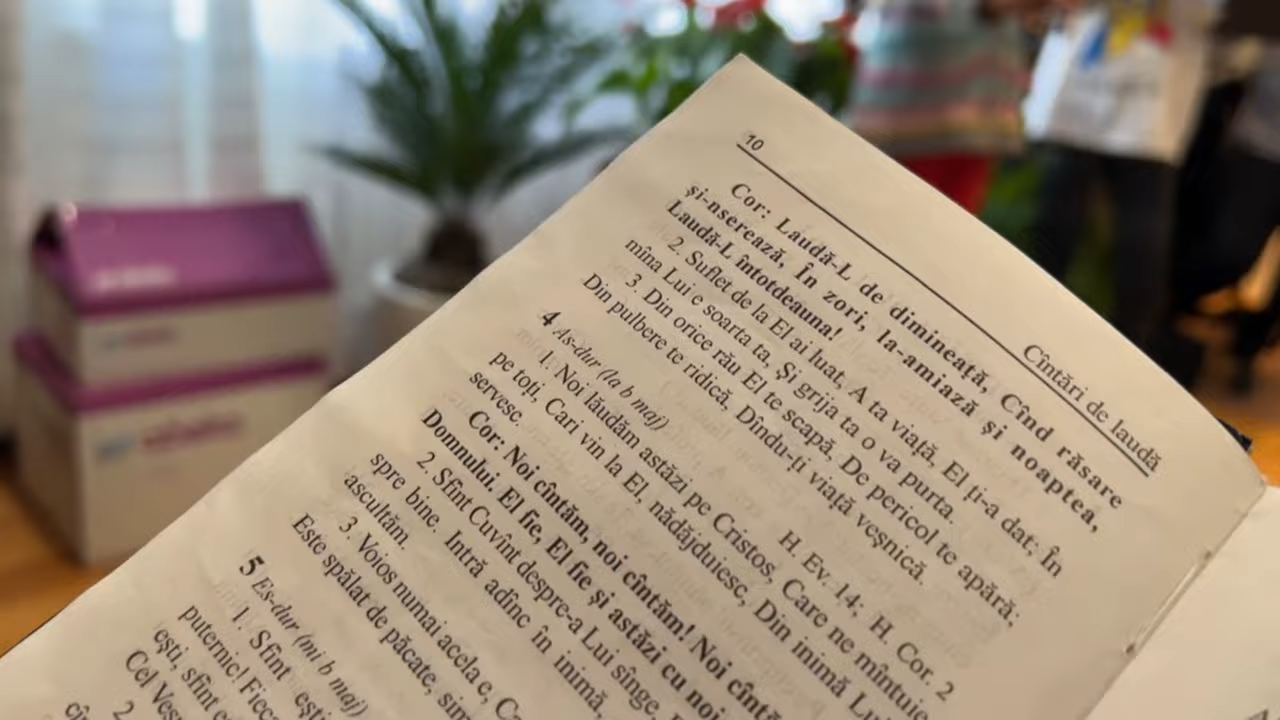 10
Cîntări de laudă
Cor: Laudă-L de dimineață, Cînd răsare
și-nserează, În zori, la-amiază și noaptea,
Laudă-L întotdeauna!
2. Suflet de la El ai luat, A ta viață, El ți-a dat; În
mîna Lui e soarta ta, Și grija ta o va purta.
3. Din orice rău El te scapă, De pericol te apără;
Din pulbere te ridică, Dîndu-ți viață veșnică.
4 As-dur (la b maj) H. Ev. 14; H. Cor. 2
1. Noi lăudăm astăzi pe Cristos, Care ne mîntuie
pe toți, Cari vin la El, nădăjduiesc, Din inimă Lui
servesc.
Cor: Noi cîntăm, noi cîntăm! Noi
Domnului. El fie, El fie și astăzi cu noi
2. Sfînt Cuvînt despre-a Lui sînge,
spre bine. Intră adînc în inimă,
ascultăm.
3. Voios numai acela e,
Este spălat de păcate,
5 Es-dur (mi b maj)
1. Sfînt ești
puternic!
ești, sfînt
Cel
2.